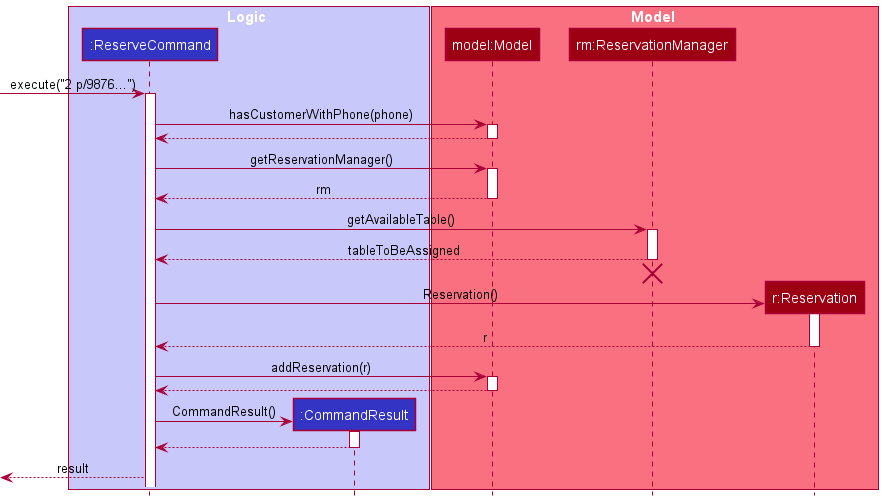 Logic
Model
:ReserveCommand
model:Model
rm:ReservationManager
execute("2 p/9876...")
hasCustomerWithPhone(phone)
getReservationManager()
rm
getAvailableTable()
tableToBeAssigned
Reservation()
r:Reservation
r
addReservation(r)
CommandResult()
:CommandResult
result